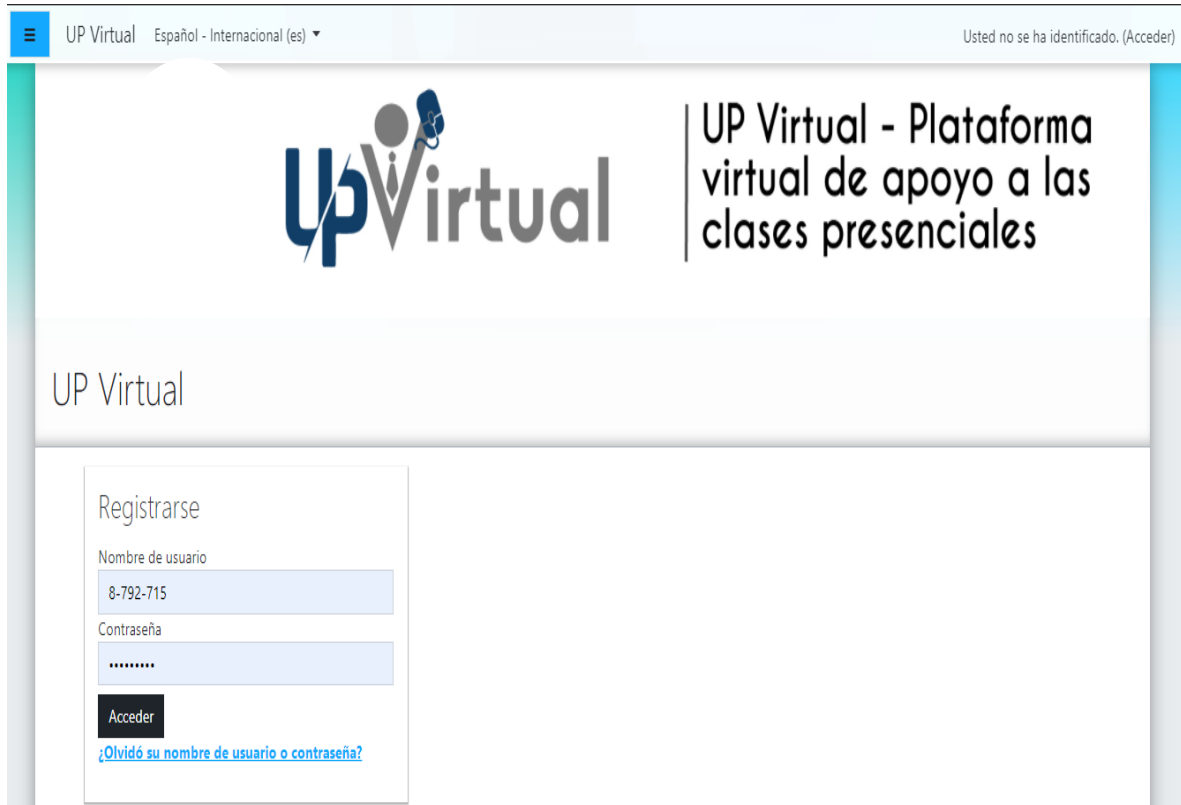 UP Virtual Español - Internacional (es)
Usted no se ha identificado. (Acceder)
UpVirtual
UP Virtual - Plataforma
virtual de apoyo a las
clases presenciales
UP Virtual
Registrarse
Nombre de usuario
8-792-715
Contraseña
•••••••••
Acceder
¿Olvidó su nombre de usuario o contraseña?